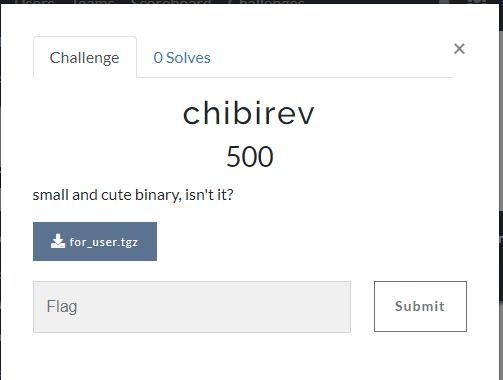 Users Teams Scoreboard Challenges
Challenge
0 Solves
×
chibirev
500
small and cute binary, isn't it?
for_user.tgz
Flag
Submit